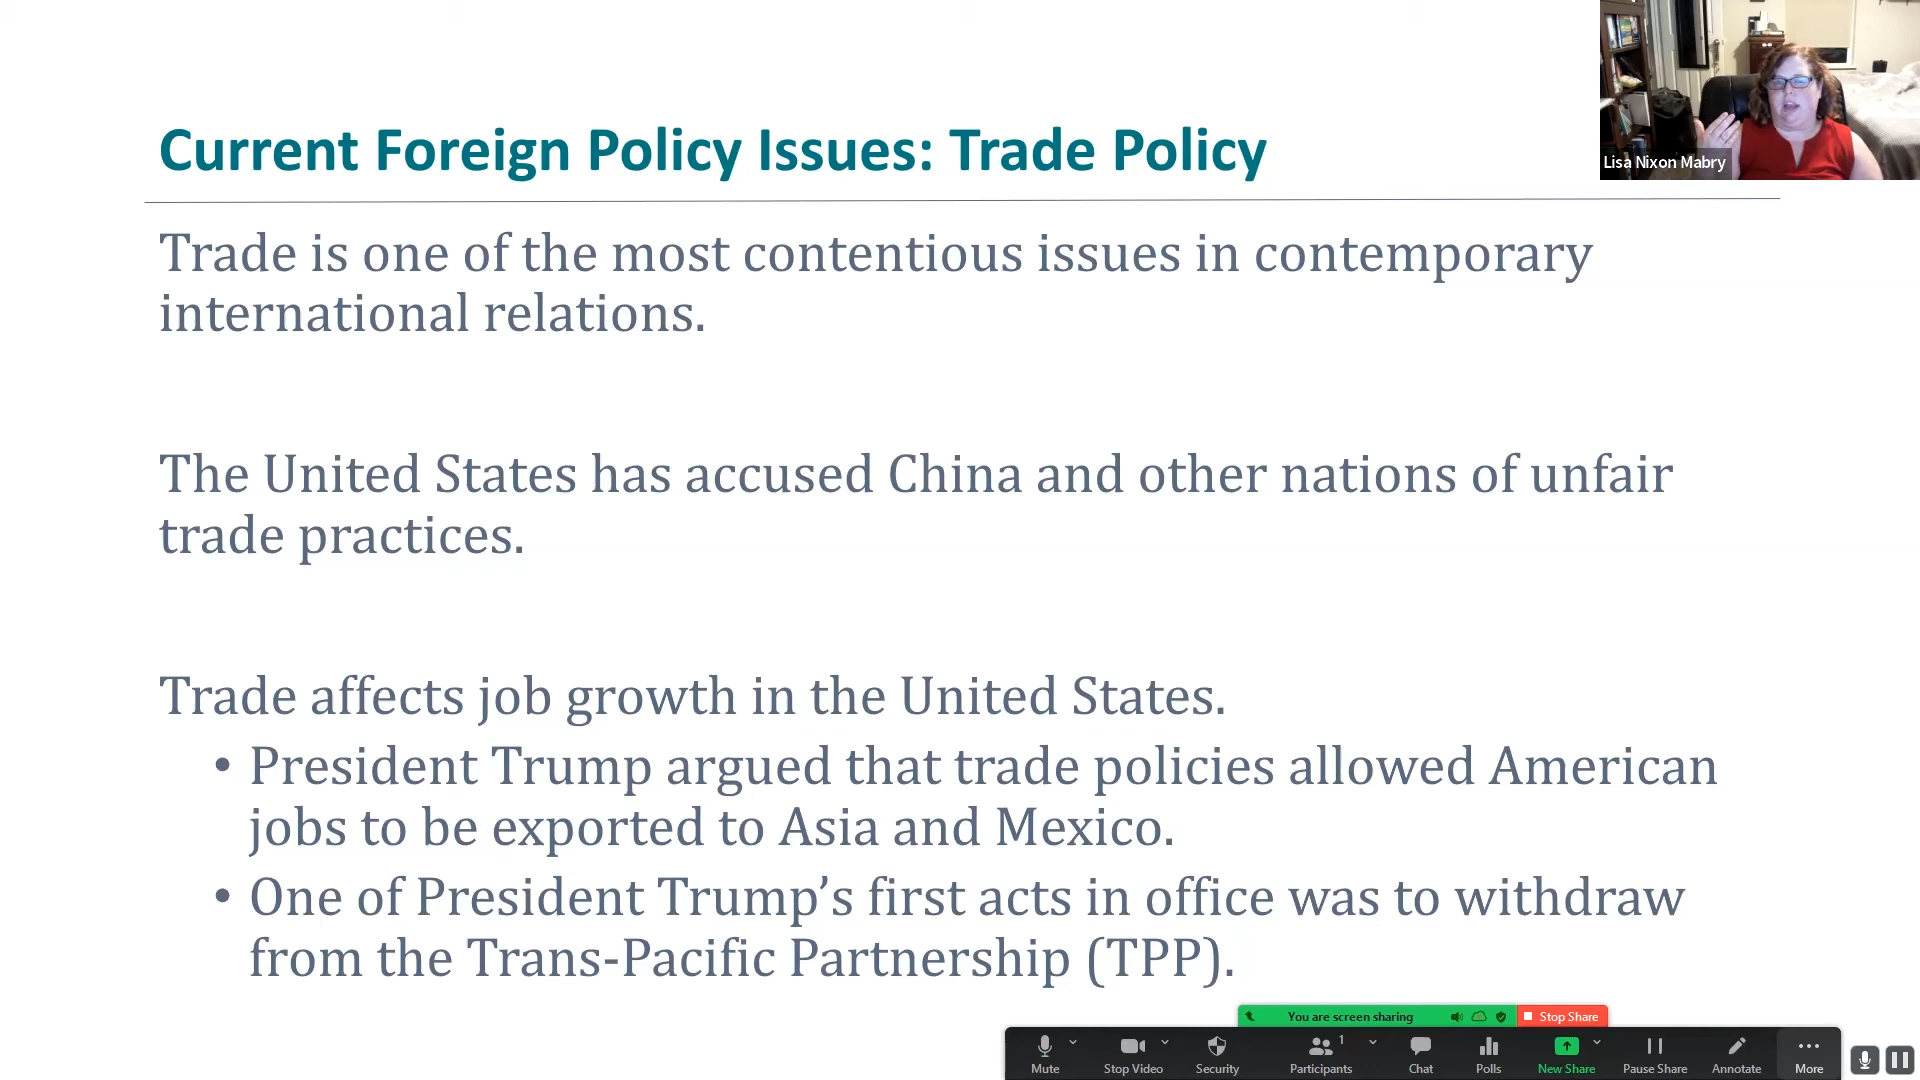 Current Foreign Policy Issues: Trade Policy
Lisa Nixon Mabry
Trade is one of the most contentious issues in contemporary
international relations.
The United States has accused China and other nations of unfair
trade practices.
Trade affects job growth in the United States.
• President Trump argued that trade policies allowed American
jobs to be exported to Asia and Mexico.
• One of President Trump’s first acts in office was to withdraw
from the Trans-Pacific Partnership (TPP).
You are screen sharing
Stop Share
1
Mute
Stop Video
Security
Participants
Chat
Polls
New Share
Pause Share
Annotate
More